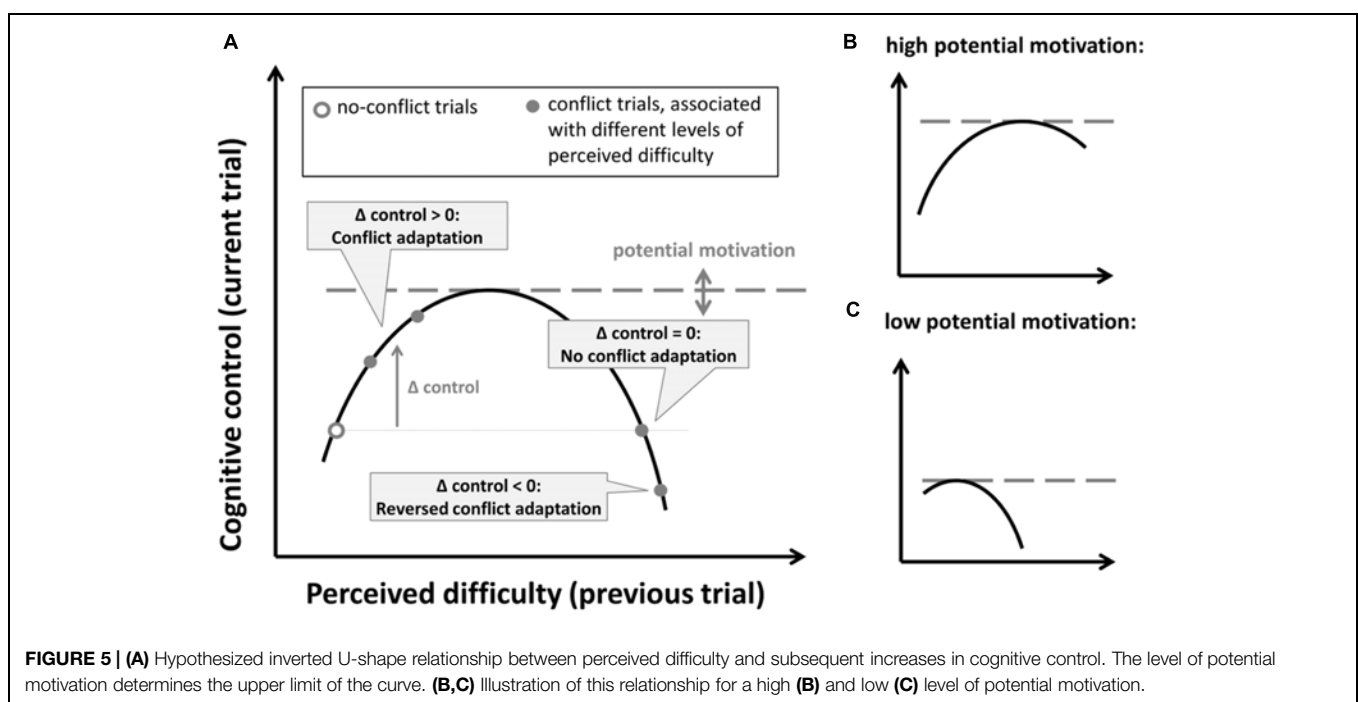 A
Cognitive control (current trial)
no-conflict trials
conflict trials, associated
with different levels of
perceived difficulty
Δ control > 0:
Conflict adaptation
potential motivation
Δ control = 0:
No conflict adaptation
Δ control
Δ control < 0:
Reversed conflict adaptation
Perceived difficulty (previous trial)
B
high potential motivation:
C
low potential motivation:
FIGURE 5 | (A) Hypothesized inverted U-shape relationship between perceived difficulty and subsequent increases in cognitive control. The level of potential
motivation determines the upper limit of the curve. (B,C) Illustration of this relationship for a high (B) and low (C) level of potential motivation.